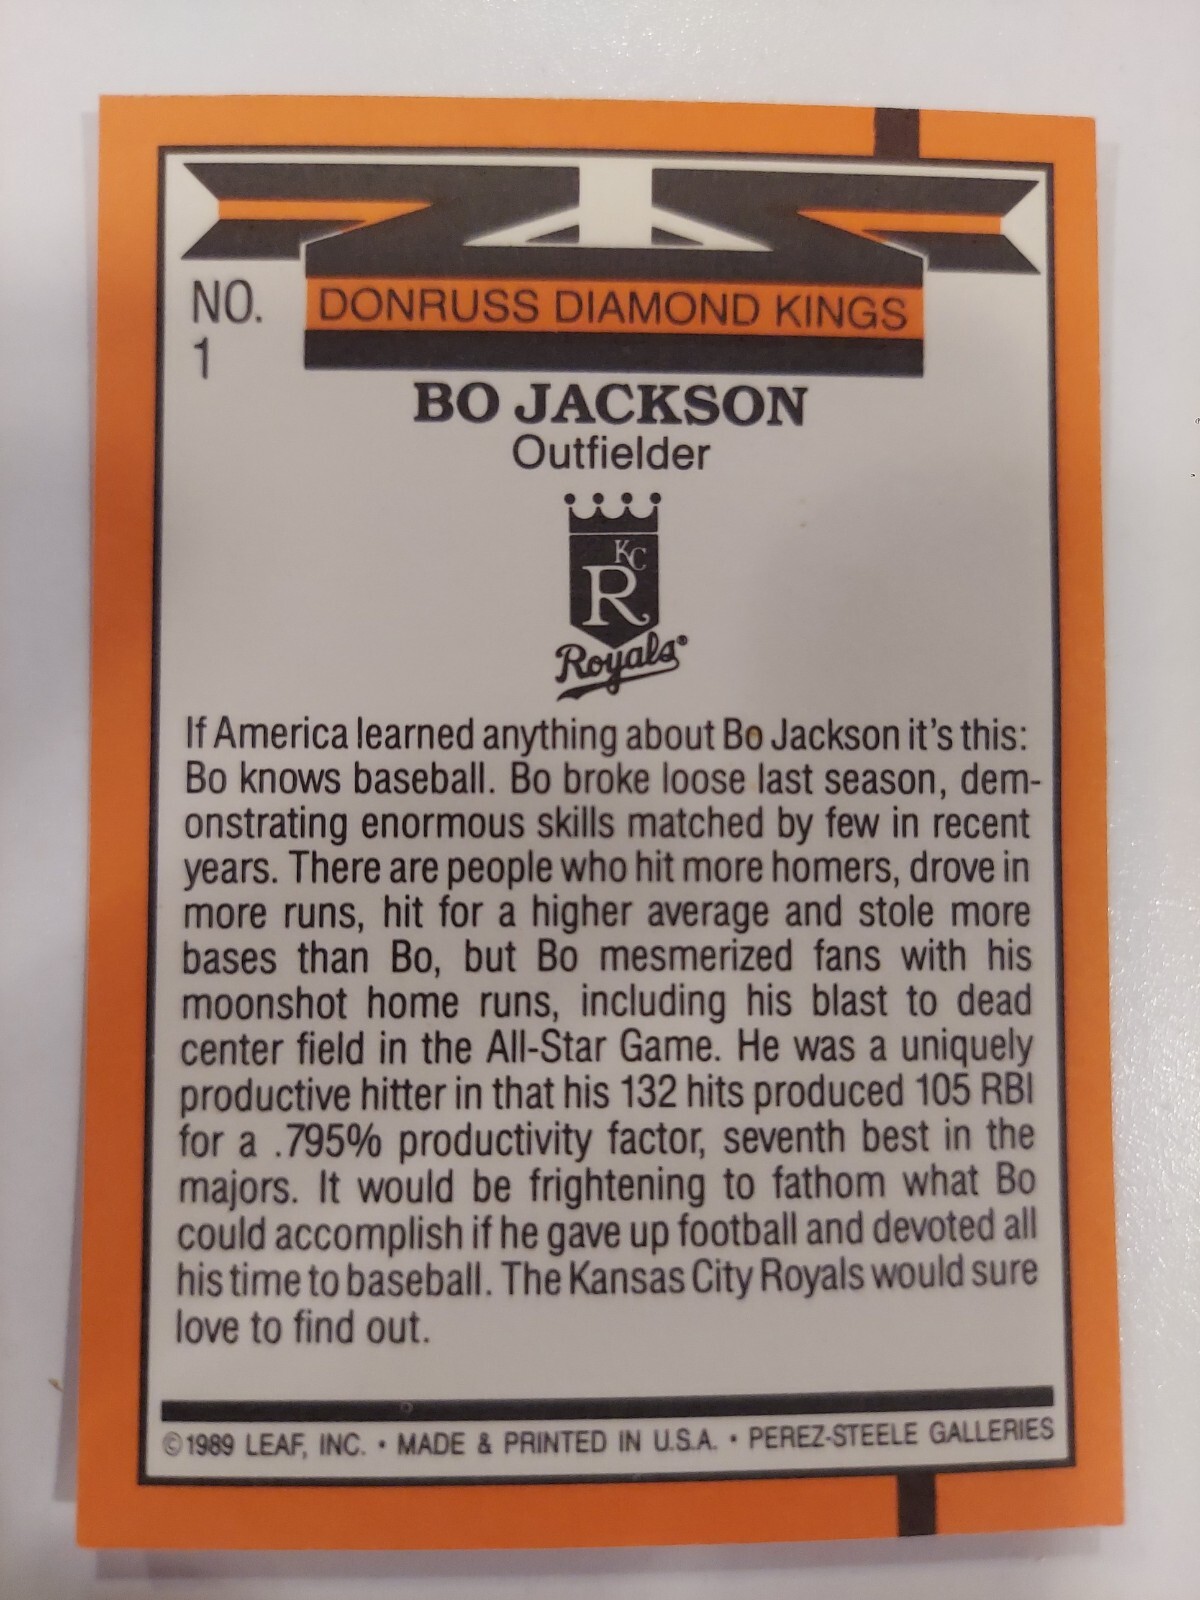 NO.
1
DONRUSS DIAMOND KINGS
BO JACKSON
Outfielder
KC
R
Royals®
If America learned anything about Bo Jackson it's this:
Bo knows baseball. Bo broke loose last season, dem-
onstrating enormous skills matched by few in recent
years. There are people who hit more homers, drove in
more runs, hit for a higher average and stole more
bases than Bo, but Bo mesmerized fans with his
moonshot home runs, including his blast to dead
center field in the All-Star Game. He was a uniquely
productive hitter in that his 132 hits produced 105 RBI
for a .795% productivity factor, seventh best in the
majors. It would be frightening to fathom what Bo
could accomplish if he gave up football and devoted all
his time to baseball. The Kansas City Royals would sure
love to find out.
©1989 LEAF, INC. • MADE & PRINTED IN U.S.A. • PEREZ-STEELE GALLERIES